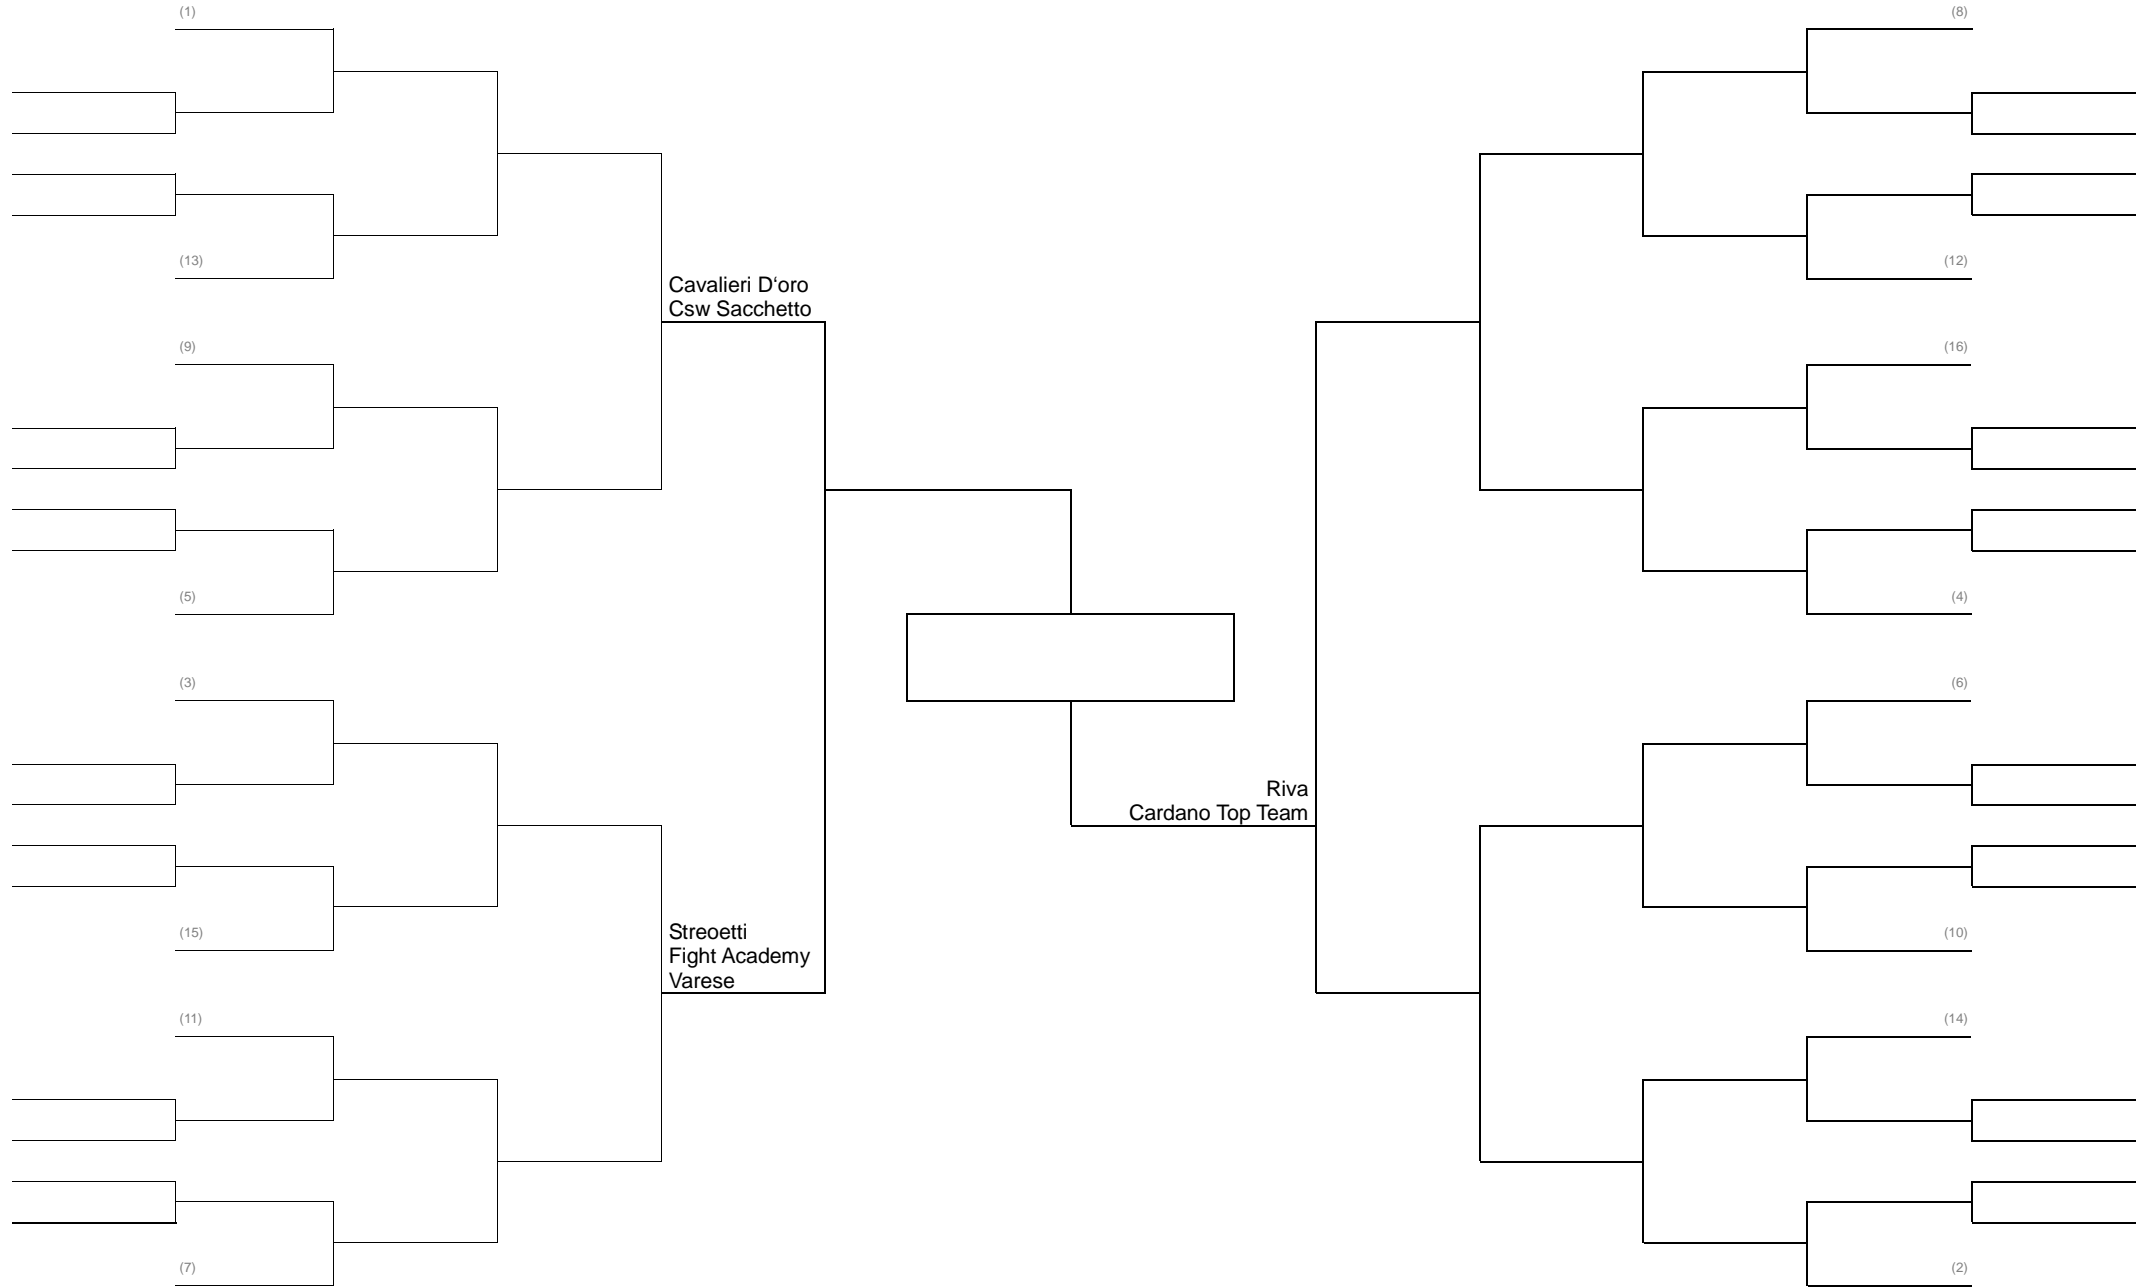 (1)
(8)
(13)
(12)
Cavalieri D‘oro
Csw Sacchetto
(9)
(16)
(5)
(4)
(3)
(6)
Riva
Cardano Top Team
(15)
(10)
Streoetti
Fight Academy
Varese
(11)
(14)
(7)
(2)